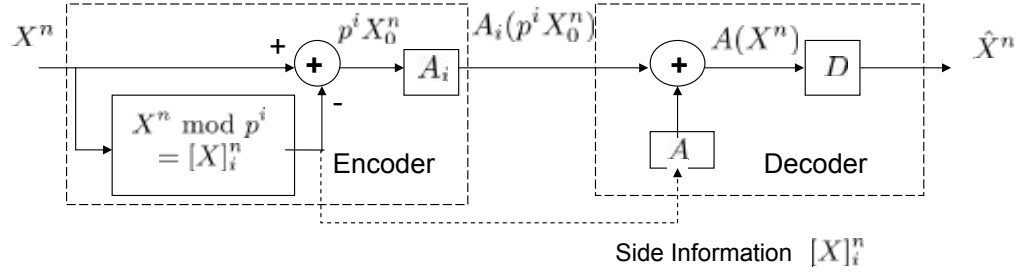 X^n
+
+
-
X^n mod p^i
= [X]_i^n
Encoder
p^i X_0^n
A_i
A_i(p^i X_0^n)
+
A
A(X^n)
D
Decoder
X̂^n
Side Information [X]_i^n